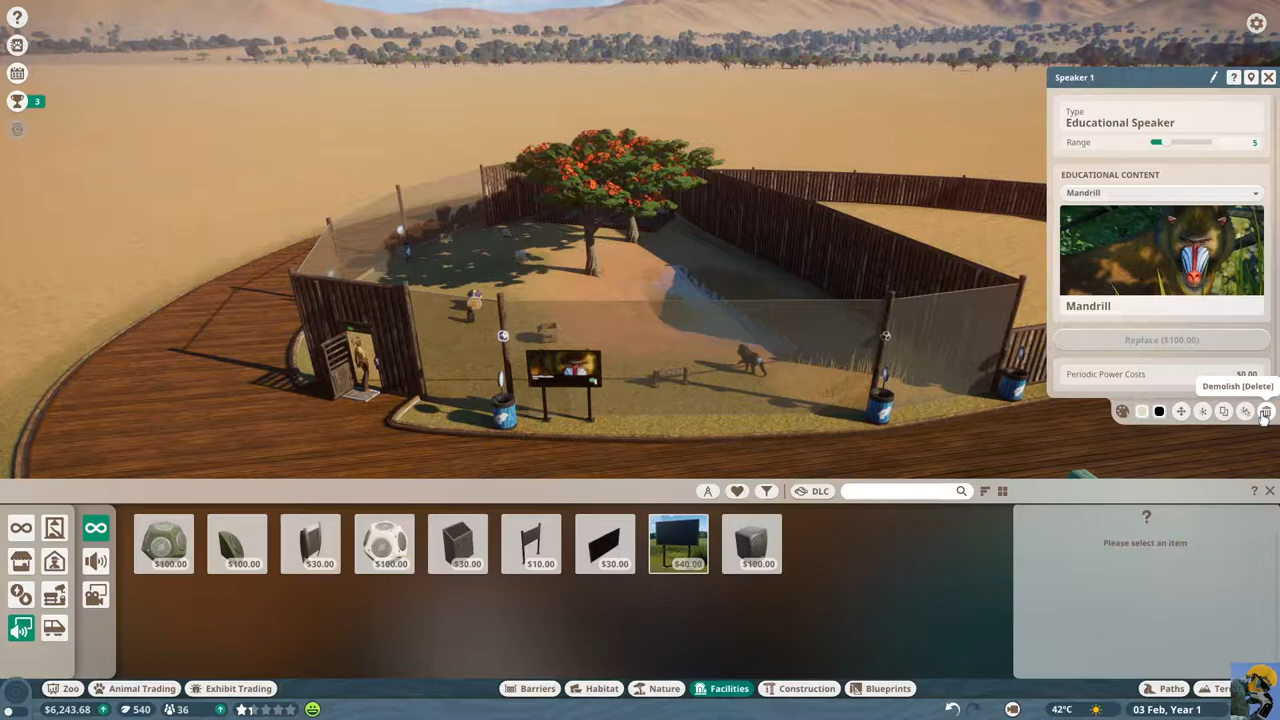 ?
3
Speaker 1
?
Type
Educational Speaker
Range
5
EDUCATIONAL CONTENT
Mandrill
Mandrill
Replace ($100.00)
Periodic Power Costs
$0.00
Demolish [Delete]
DLC
?
$100.00
$100.00
$30.00
$100.00
$30.00
$10.00
$30.00
$40.00
$100.00
?
Please select an item
Zoo
Animal Trading
Exhibit Trading
Barriers
Habitat
Nature
Facilities
Construction
Blueprints
Paths
$6,243.68
540
36
42°C
03 Feb, Year 1